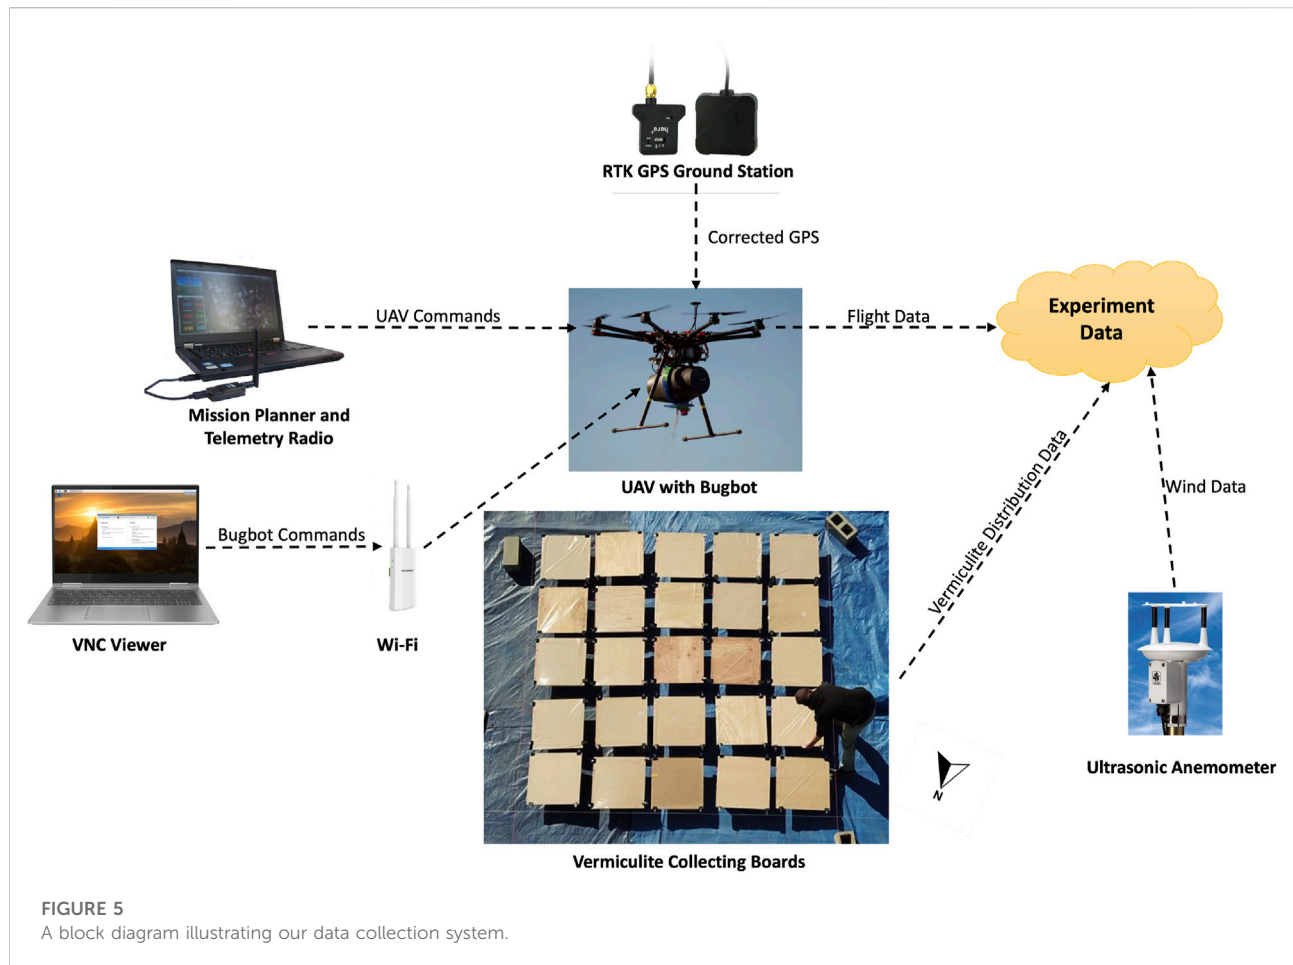 RTK GPS Ground Station
Corrected GPS
UAV Commands
Flight Data
Experiment
Data
Mission Planner and
Telemetry Radio
UAV with Bugbot
Bugbot Commands
Vermiculite Distribution Data
Wind Data
VNC Viewer
Wi-Fi
Ultrasonic Anemometer
N
Vermiculite Collecting Boards
FIGURE 5
A block diagram illustrating our data collection system.